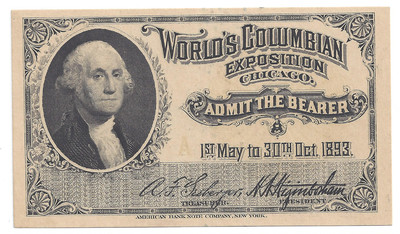 WORLD'S COLUMBIAN
EXPOSITION
CHICAGO.
ADMIT THE BEARER
1ST May to 30TH Oct. 1893.
TREASURER.
PRESIDENT.
AMERICAN BANK NOTE COMPANY, NEW YORK.